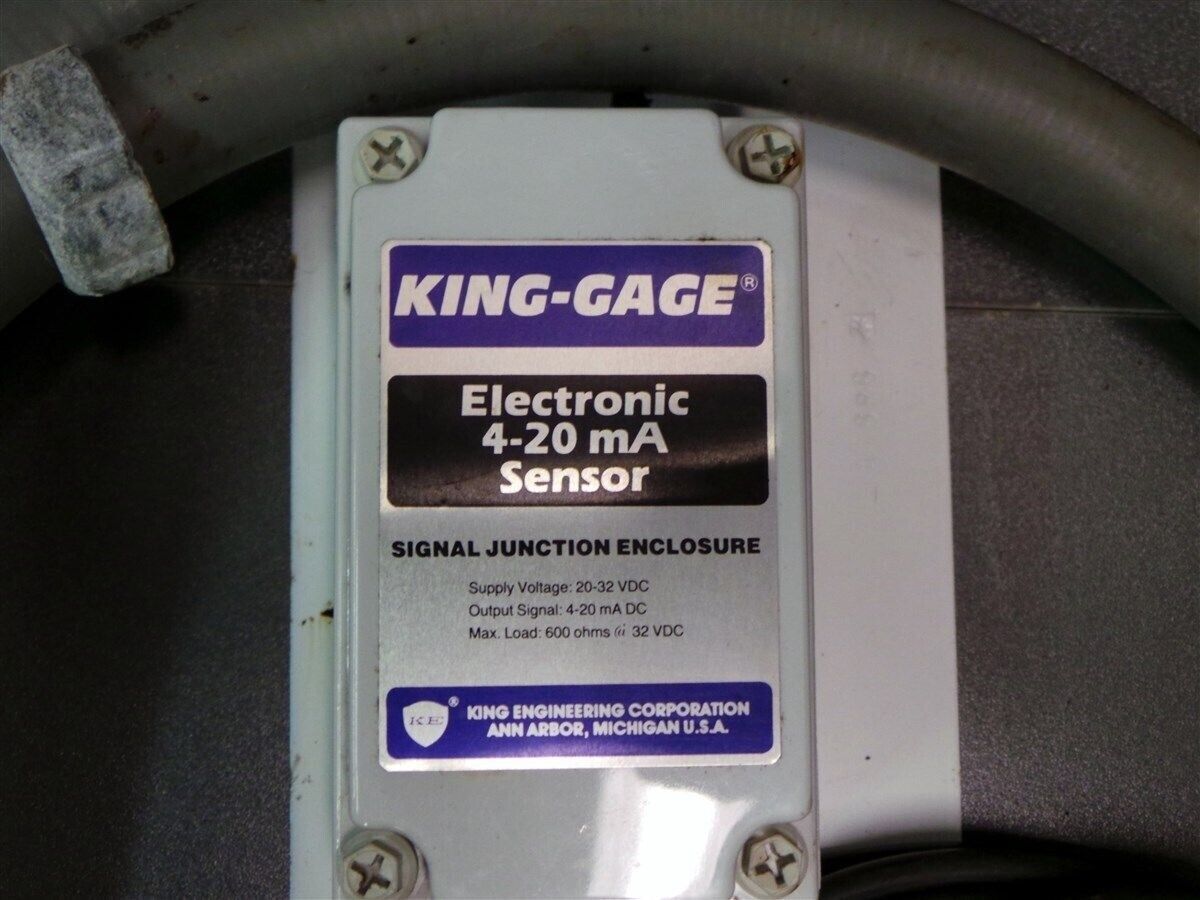 KING-GAGE®
Electronic
4-20 mA
Sensor
SIGNAL JUNCTION ENCLOSURE
Supply Voltage: 20-32 VDC
Output Signal: 4-20 mA DC
Max. Load: 600 ohms @ 32 VDC
KE®
KING ENGINEERING CORPORATION
ANN ARBOR, MICHIGAN U.S.A.